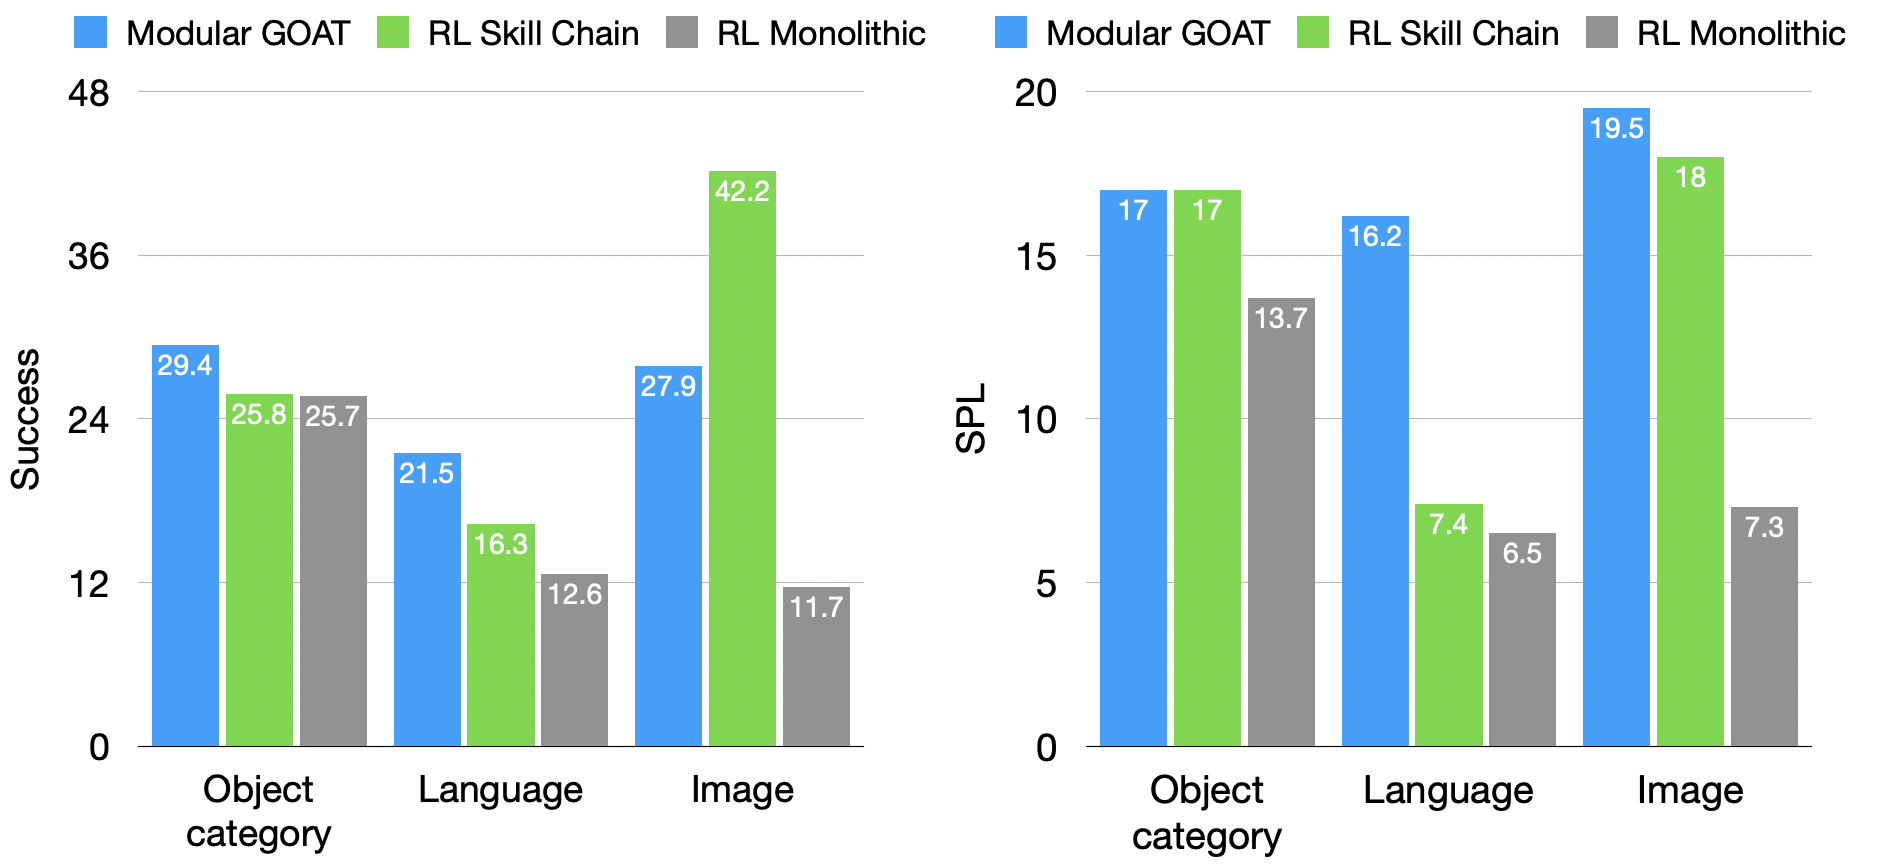 Modular GOAT RL Skill Chain RL Monolithic
48
36
24
12
0
Success
29.4
25.8
25.7
21.5
16.3
12.6
27.9
42.2
11.7
Object
category
Language
Image
Modular GOAT RL Skill Chain RL Monolithic
20
15
10
5
0
SPL
17
17
13.7
16.2
7.4
6.5
19.5
18
7.3
Object
category
Language
Image